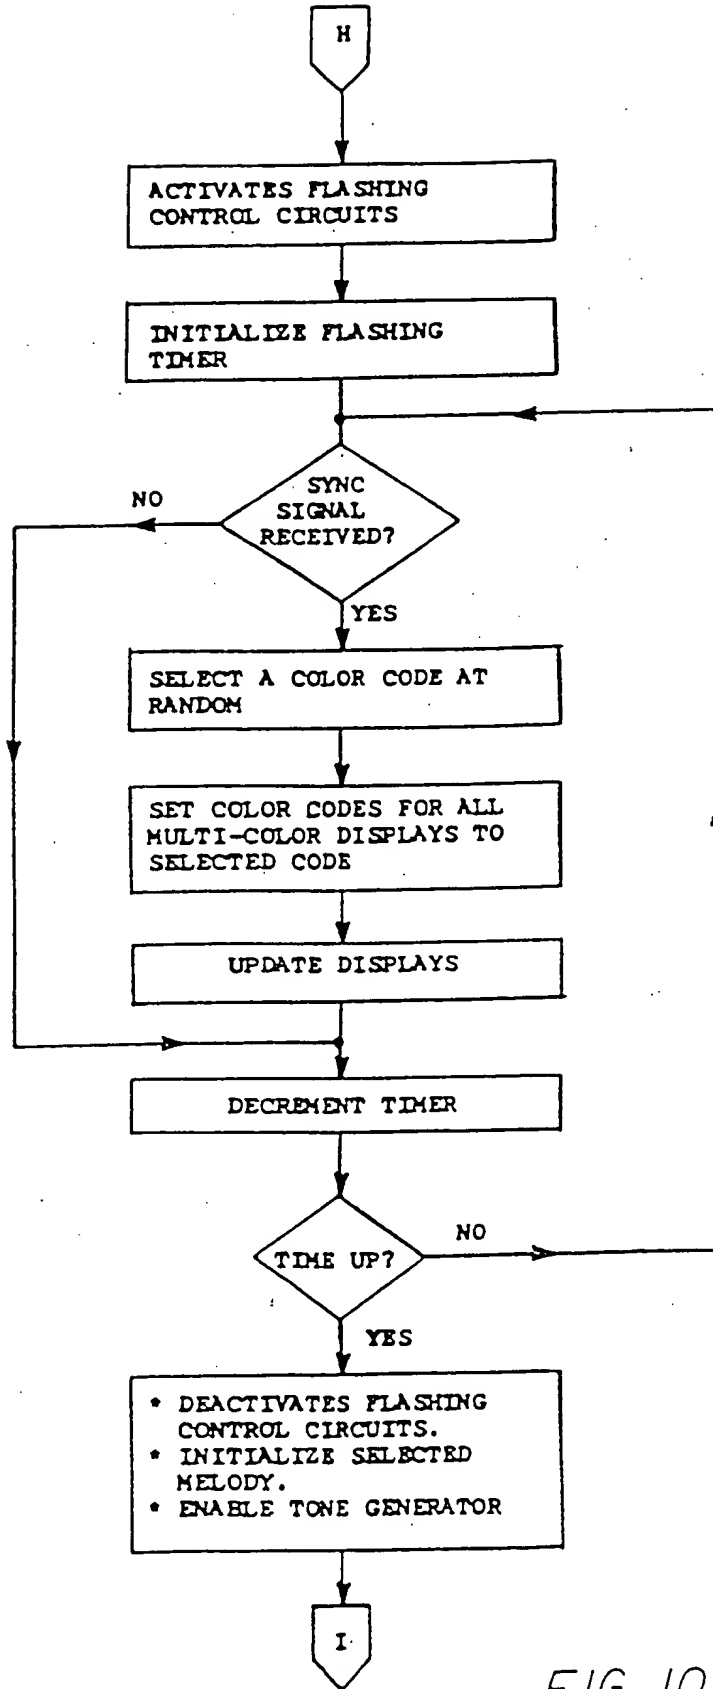 H
ACTIVATES FLASHING
CONTROL CIRCUITS
INITIALIZE FLASHING
TIMER
SYNC
SIGNAL
RECEIVED?
NO
YES
SELECT A COLOR CODE AT
RANDOM
SET COLOR CODES FOR ALL
MULTI-COLOR DISPLAYS TO
SELECTED CODE
UPDATE DISPLAYS
DECREMENT TIMER
TIME UP?
NO
YES
* DEACTIVATES FLASHING
CONTROL CIRCUITS.
* INITIALIZE SELECTED
MELODY.
* ENABLE TONE GENERATOR
I
FIG. 10